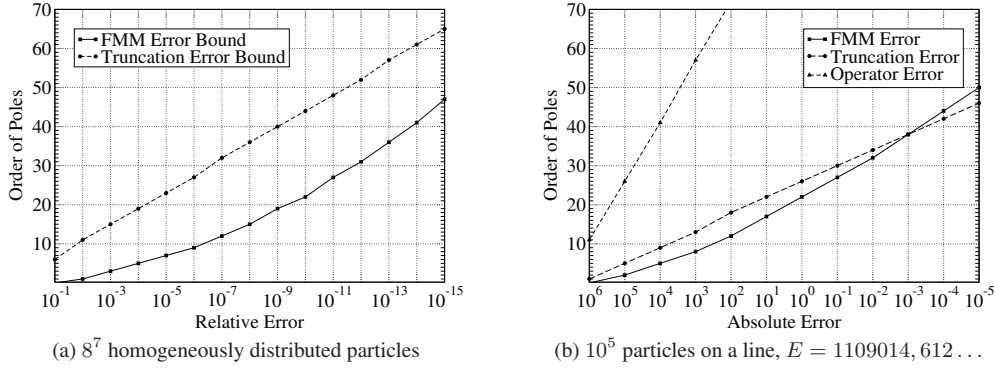 70
60
50
40
30
20
10
Order of Poles
FMM Error Bound
Truncation Error Bound
10^-1 10^-3 10^-5 10^-7 10^-9 10^-11 10^-13 10^-15
Relative Error
(a) 8^7 homogeneously distributed particles
70
60
50
40
30
20
10
Order of Poles
FMM Error
Truncation Error
Operator Error
10^6 10^5 10^4 10^3 10^2 10^1 10^0 10^-1 10^-2 10^-3 10^-4 10^-5
Absolute Error
(b) 10^5 particles on a line, E = 1109014, 612 ...